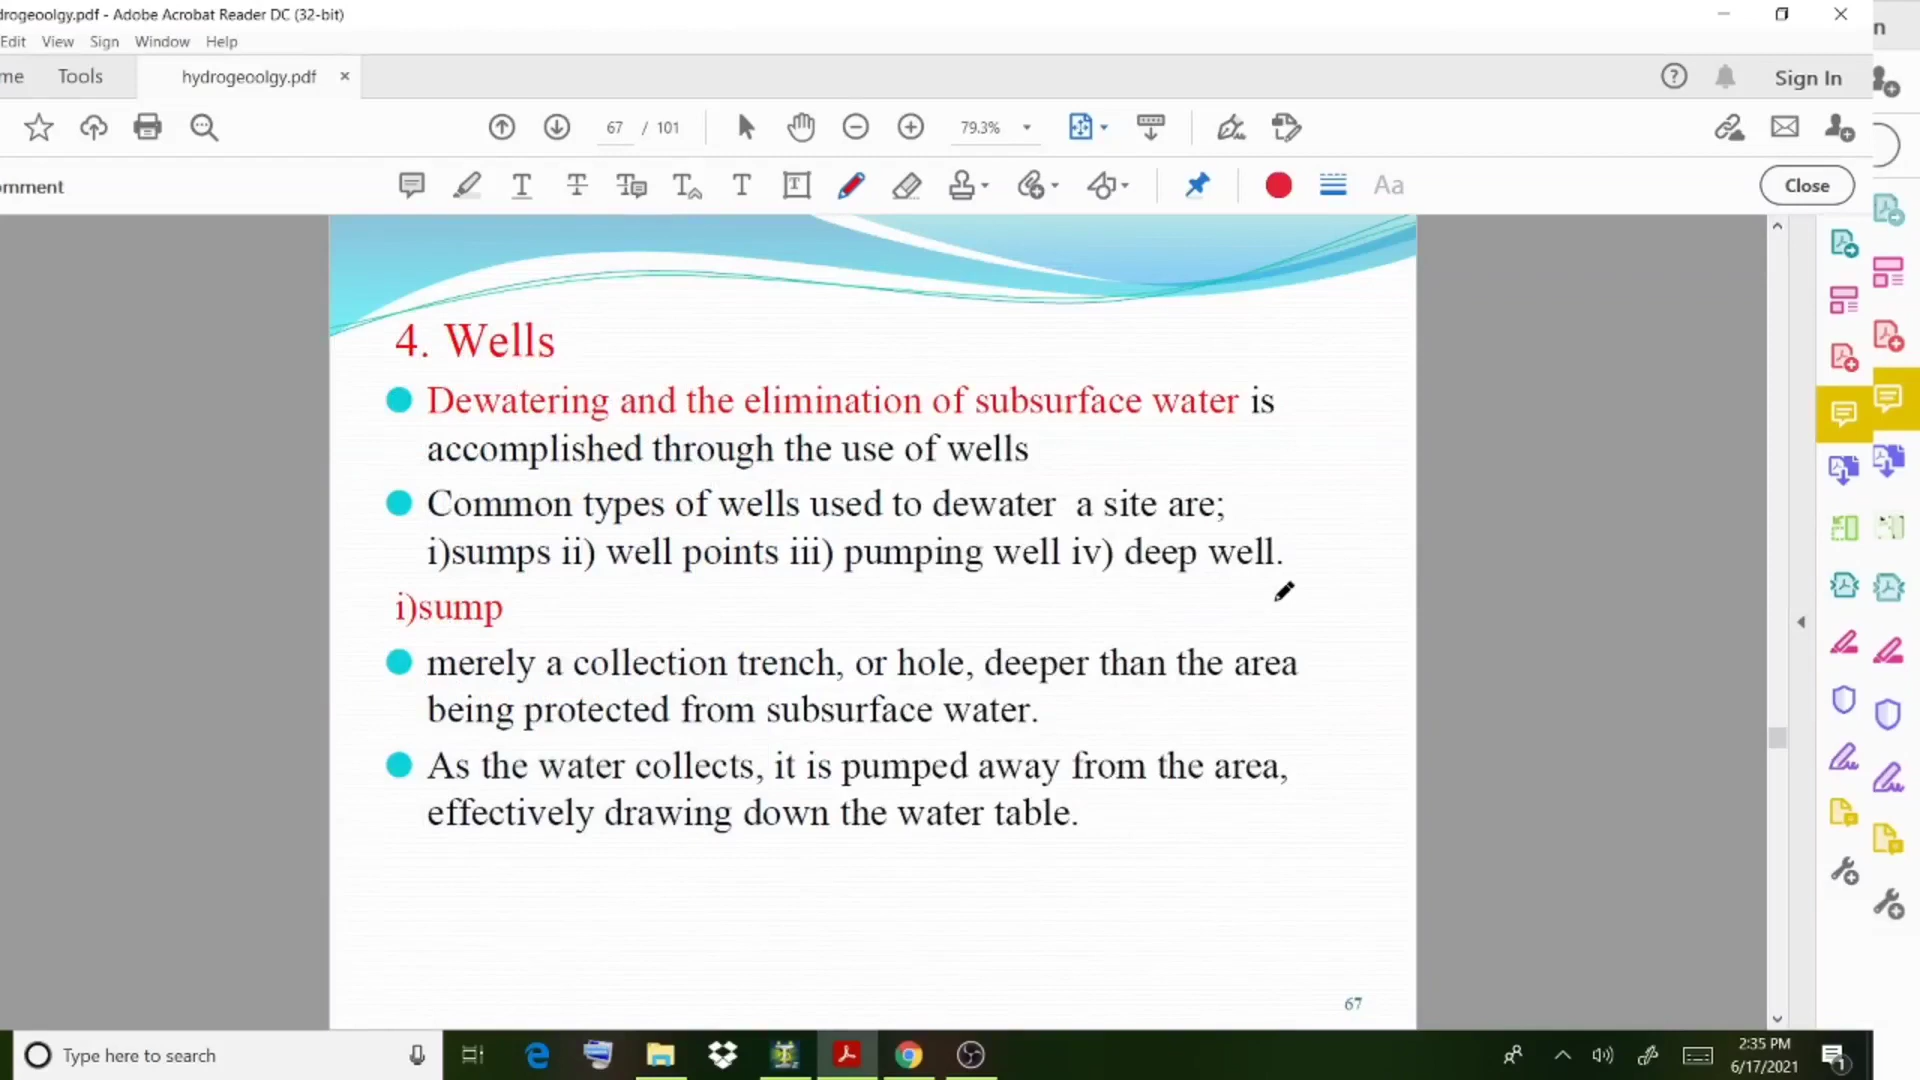 drogeoolgy.pdf - Adobe Acrobat Reader DC (32-bit)
Edit View Sign Window Help
me Tools hydrogeoolgy.pdf × Sign In
67 / 101 79.3%
omment Aa Close
4. Wells
Dewatering and the elimination of subsurface water is
accomplished through the use of wells
Common types of wells used to dewater a site are;
i)sumps ii) well points iii) pumping well iv) deep well.
i)sump
merely a collection trench, or hole, deeper than the area
being protected from subsurface water.
As the water collects, it is pumped away from the area,
effectively drawing down the water table.
67
Type here to search
2:35 PM
6/17/2021
1